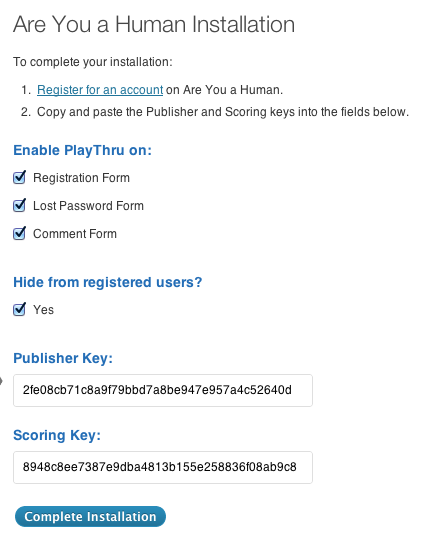 Are You a Human Installation
To complete your installation:
1. Register for an account on Are You a Human.
2. Copy and paste the Publisher and Scoring keys into the fields below.
Enable PlayThru on:
Registration Form
Lost Password Form
Comment Form
Hide from registered users?
Yes
Publisher Key:
2fe08cb71c8a9f79bbd7a8be947e957a4c52640d
Scoring Key:
8948c8ee7387e9dba4813b155e258836f08ab9c8
Complete Installation